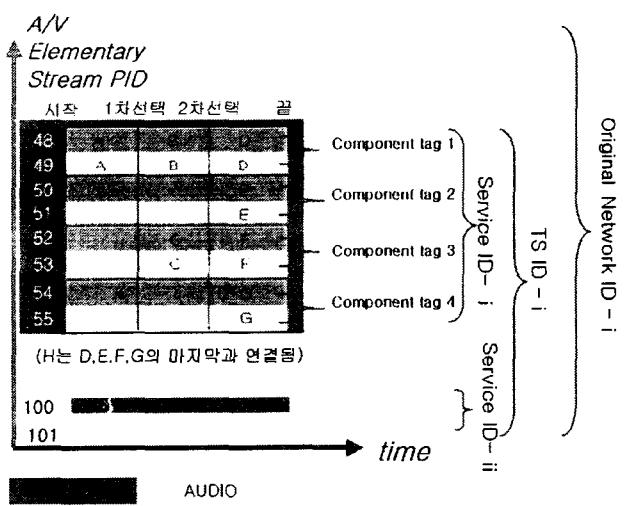 A/V
Elementary
Stream PID
시작 1차선택 2차선택 끝
48
49 A B D
50
51 E
52
53 C F
54
55 G
Component tag 1
Component tag 2
Component tag 3
Component tag 4
Service ID- i
TS ID - i
Original Network ID - i
(H는 D,E,F,G의 마지막과 연결됨)
Service ID- ii
100
101
time
AUDIO